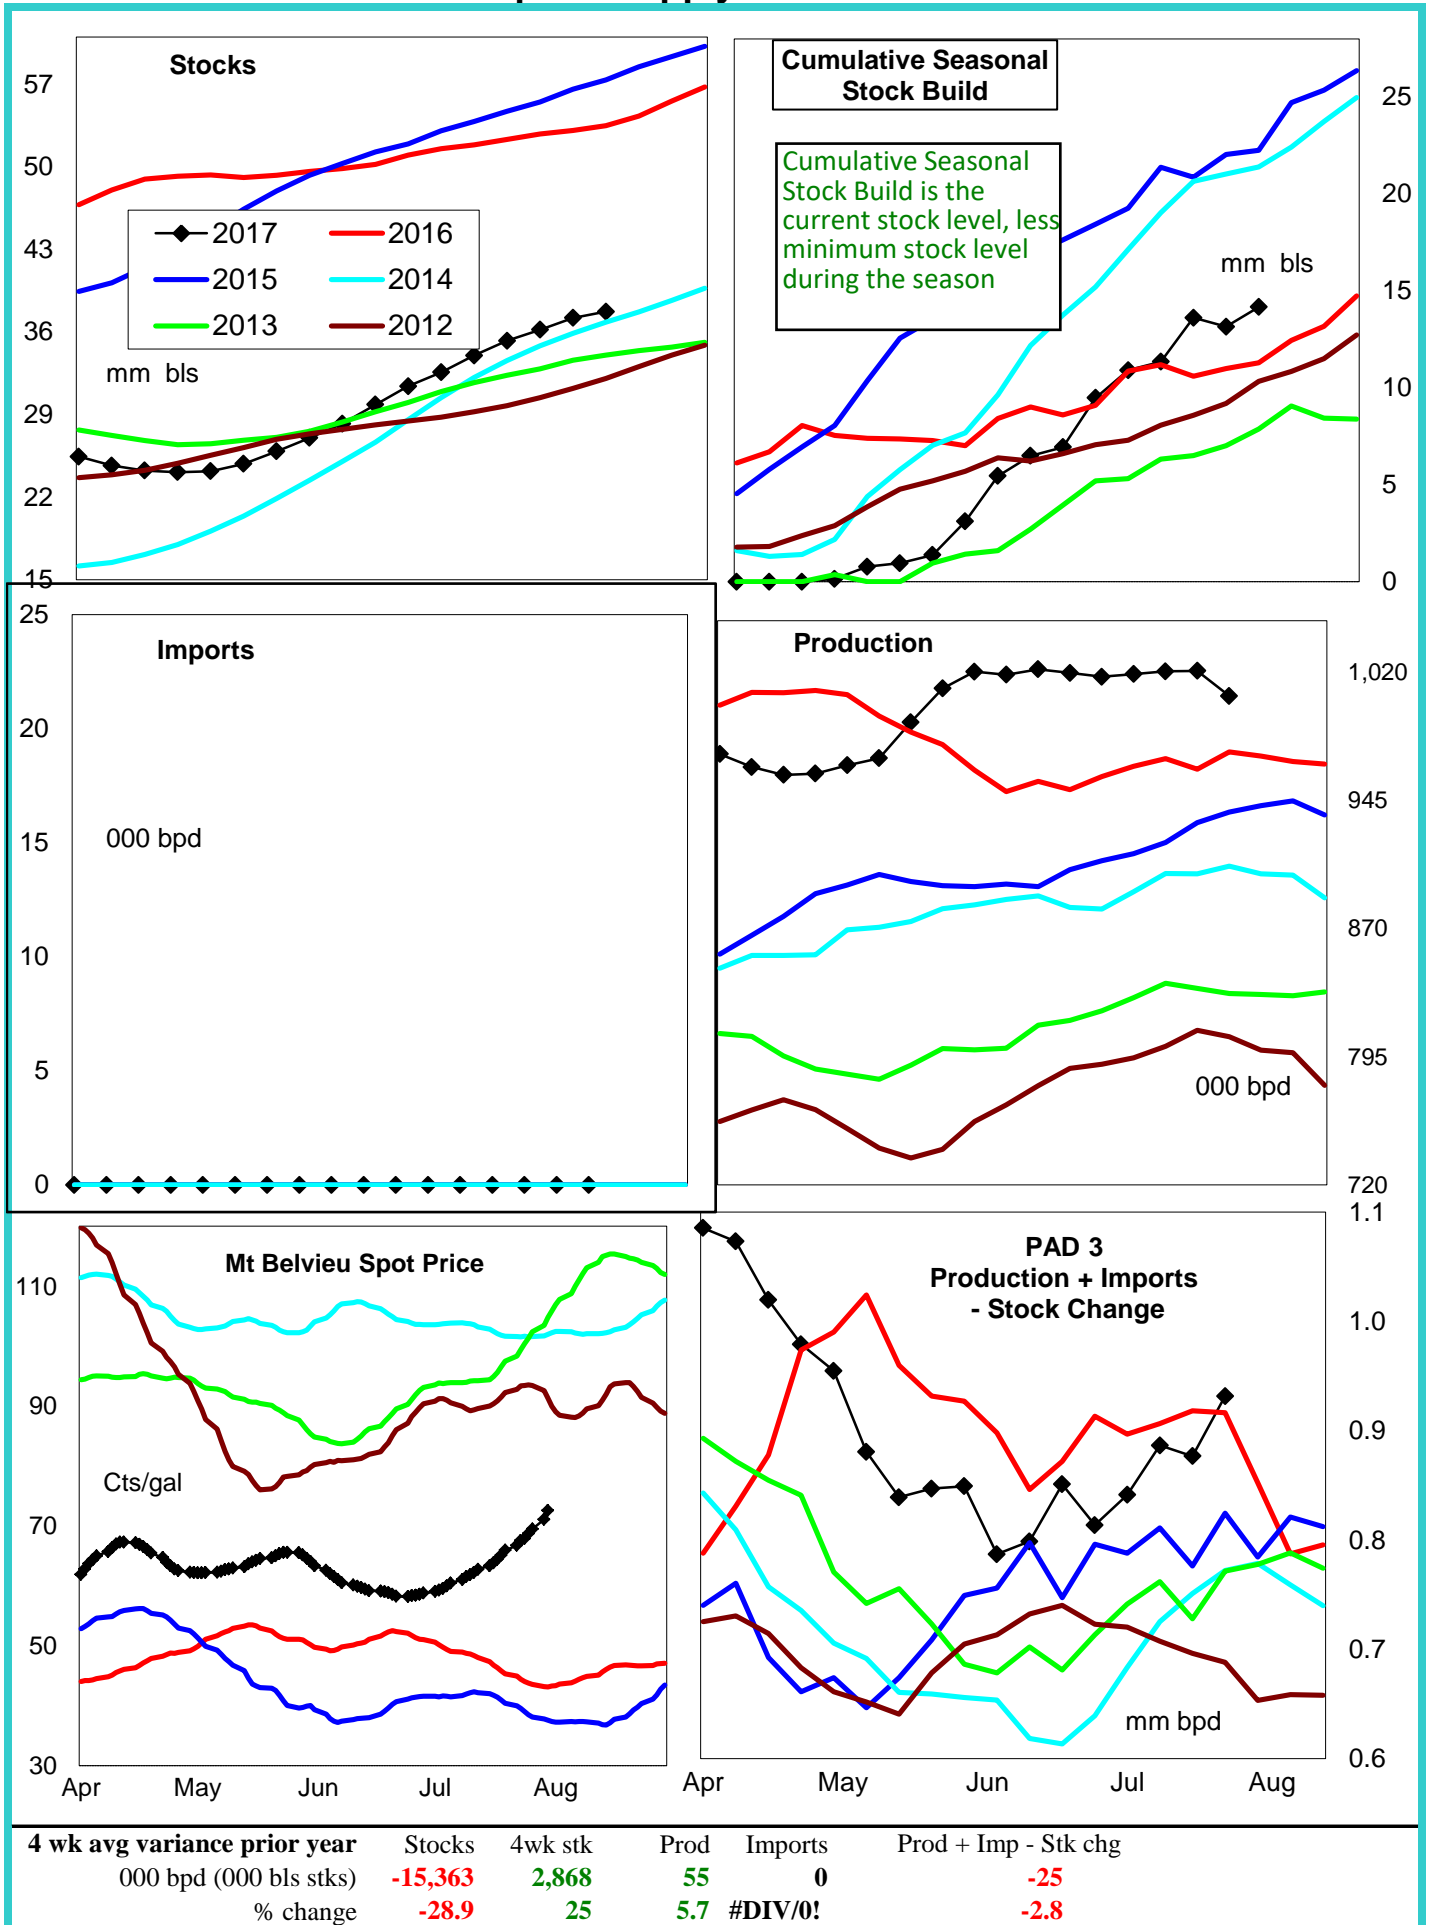 Stocks
57
50
43
36
29
22
15
2017
2016
2015
2014
2013
2012
mm bls
Cumulative Seasonal
Stock Build
Cumulative Seasonal
Stock Build is the
current stock level, less
minimum stock level
during the season
mm bls
25
20
15
10
5
0
Imports
25
20
15
10
5
0
000 bpd
Production
1,020
945
870
795
720
000 bpd
Mt Belvieu Spot Price
110
90
70
50
30
Cts/gal
Apr May Jun Jul Aug
PAD 3
Production + Imports
- Stock Change
1.1
1.0
0.9
0.8
0.7
0.6
mm bpd
Apr May Jun Jul Aug
4 wk avg variance prior year Stocks 4wk stk Prod Imports Prod + Imp - Stk chg
000 bpd (000 bls stks) -15,363 2,868 55 0 -25
% change -28.9 25 5.7 #DIV/0! -2.8